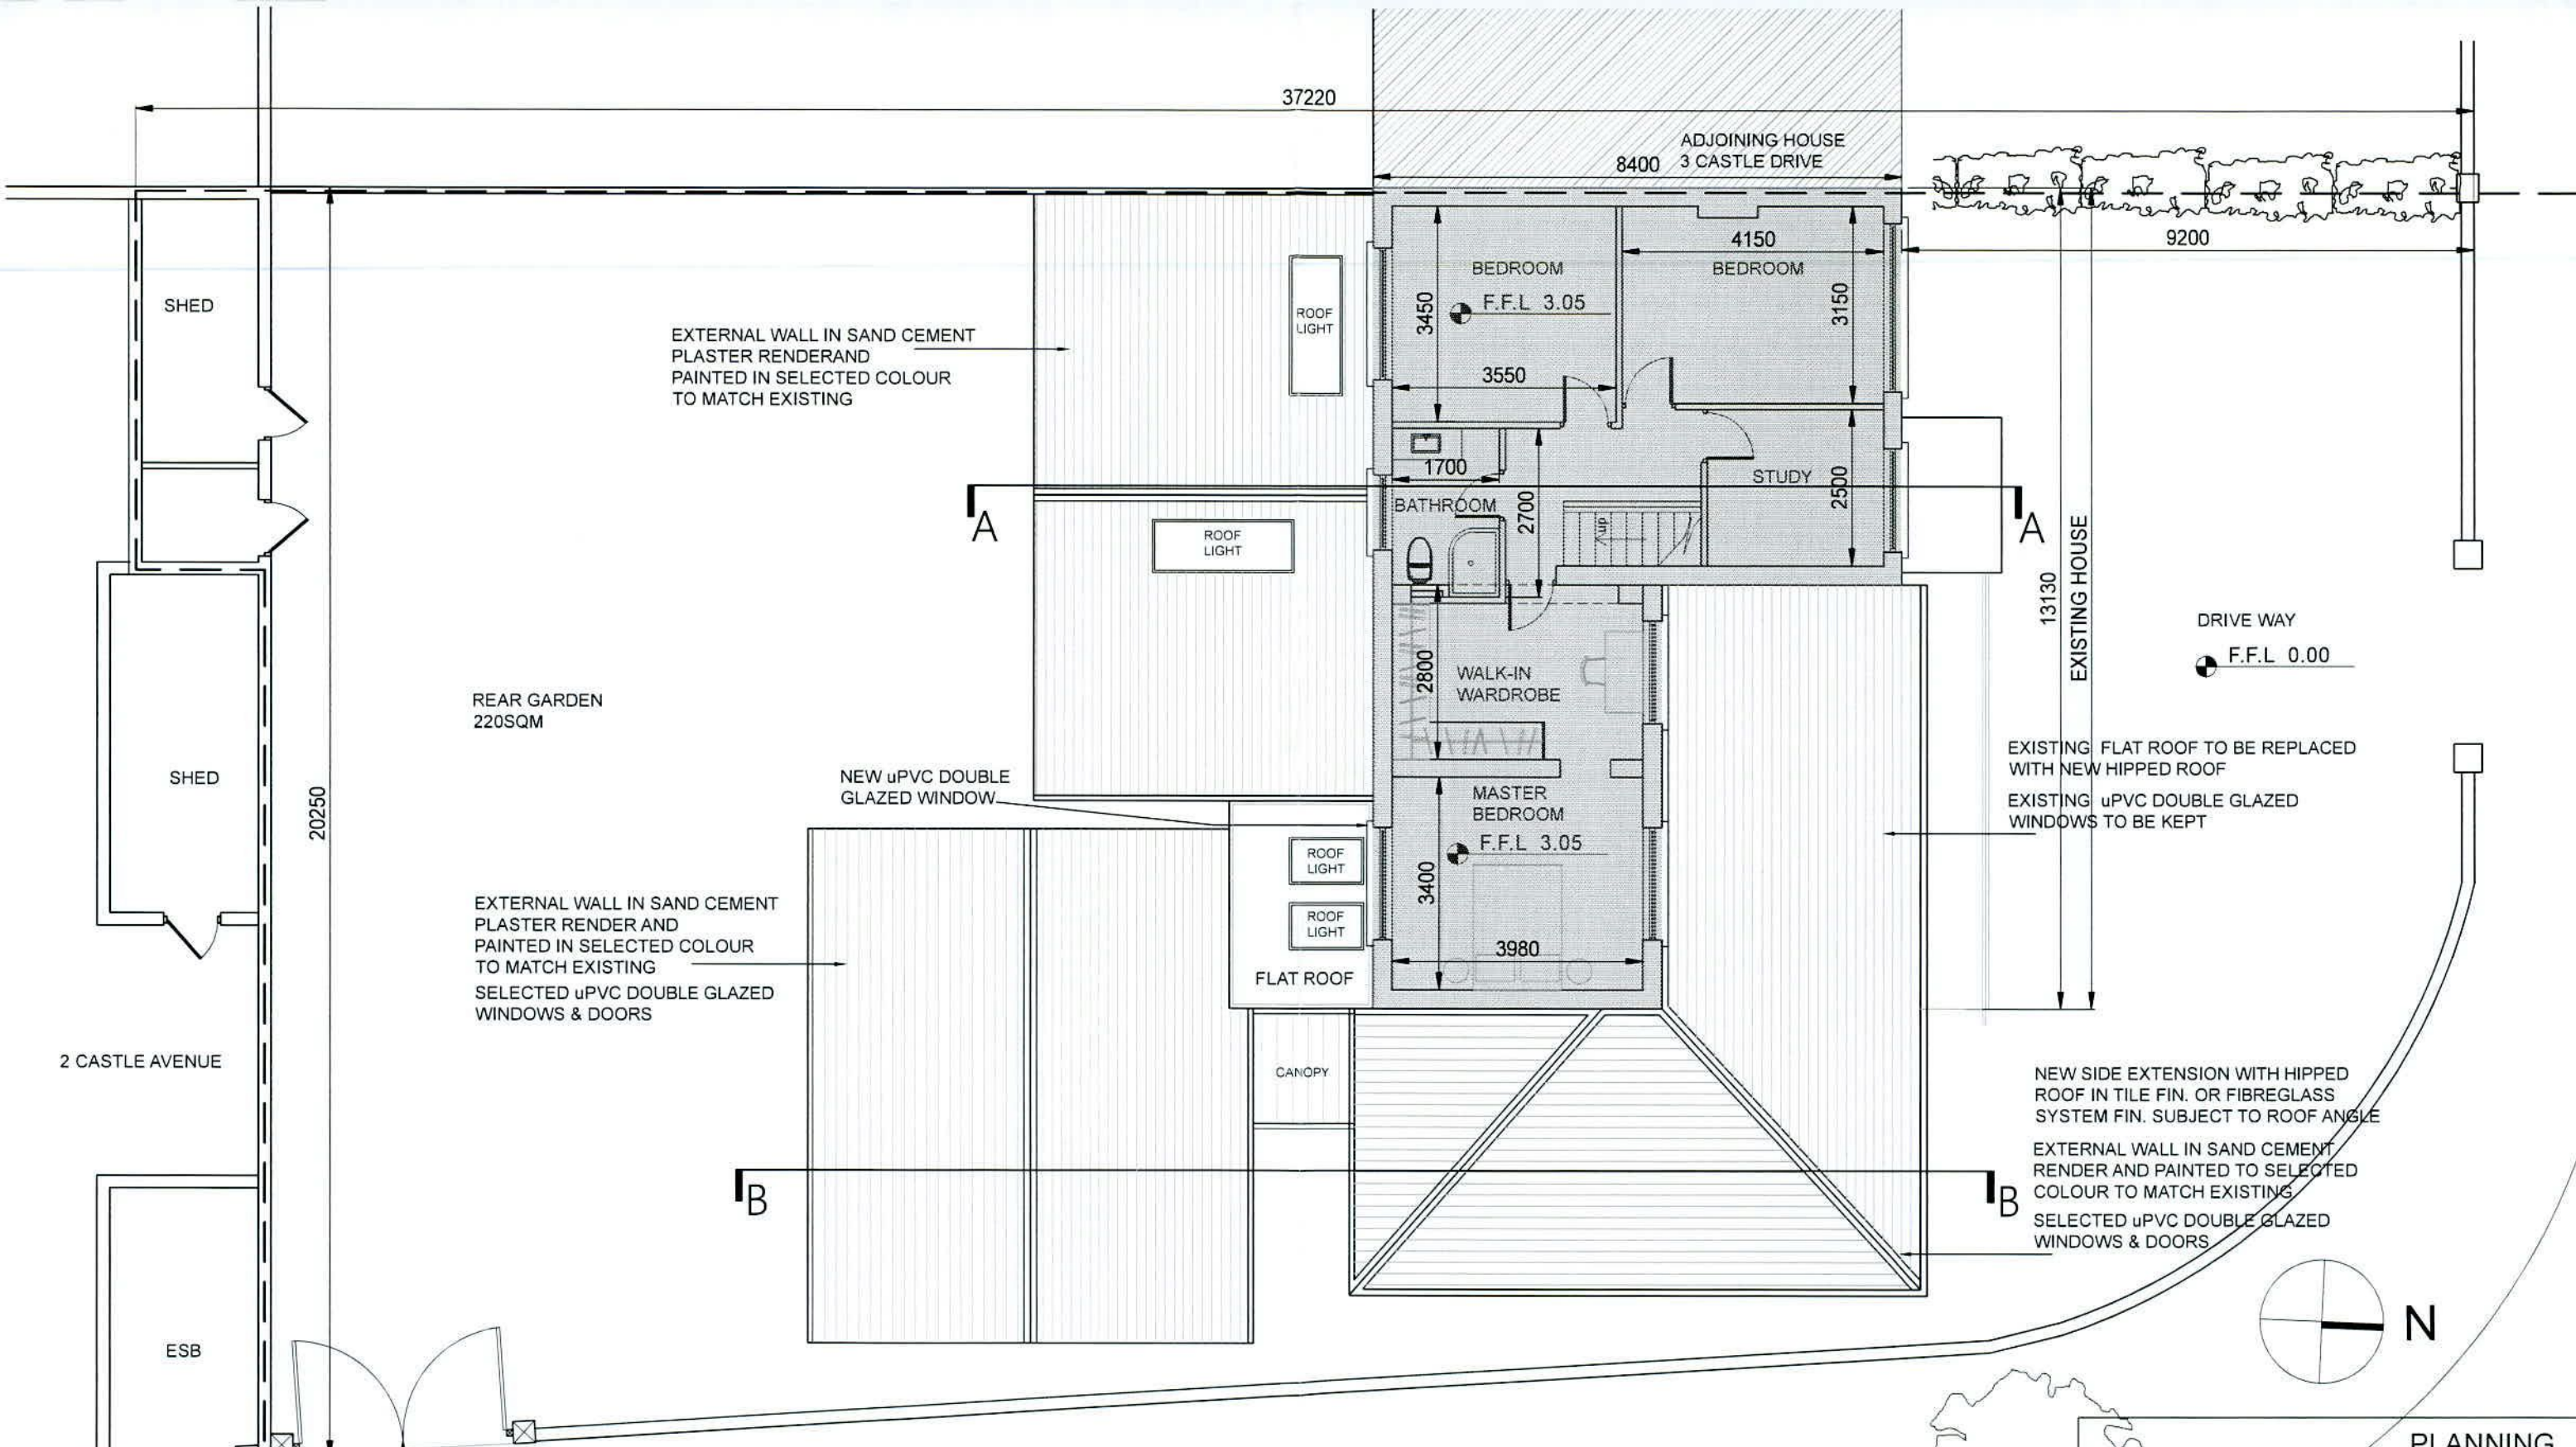 37220
ADJOINING HOUSE
3 CASTLE DRIVE
8400
9200
4150
BEDROOM
BEDROOM
F.F.L 3.05
3450
3150
3550
SHED
ROOF
LIGHT
EXTERNAL WALL IN SAND CEMENT
PLASTER RENDERAND
PAINTED IN SELECTED COLOUR
TO MATCH EXISTING
1700
BATHROOM
2700
STUDY
2500
up
A
A
ROOF
LIGHT
13130
EXISTING HOUSE
DRIVE WAY
F.F.L 0.00
2800
WALK-IN
WARDROBE
REAR GARDEN
220SQM
SHED
20250
NEW uPVC DOUBLE
GLAZED WINDOW
MASTER
BEDROOM
F.F.L 3.05
3400
3980
ROOF
LIGHT
ROOF
LIGHT
FLAT ROOF
EXISTING FLAT ROOF TO BE REPLACED
WITH NEW HIPPED ROOF
EXISTING uPVC DOUBLE GLAZED
WINDOWS TO BE KEPT
EXTERNAL WALL IN SAND CEMENT
PLASTER RENDER AND
PAINTED IN SELECTED COLOUR
TO MATCH EXISTING
SELECTED uPVC DOUBLE GLAZED
WINDOWS & DOORS
2 CASTLE AVENUE
CANOPY
NEW SIDE EXTENSION WITH HIPPED
ROOF IN TILE FIN. OR FIBREGLASS
SYSTEM FIN. SUBJECT TO ROOF ANGLE
EXTERNAL WALL IN SAND CEMENT
RENDER AND PAINTED TO SELECTED
COLOUR TO MATCH EXISTING
SELECTED uPVC DOUBLE GLAZED
WINDOWS & DOORS
B
B
ESB
N
PLANNING